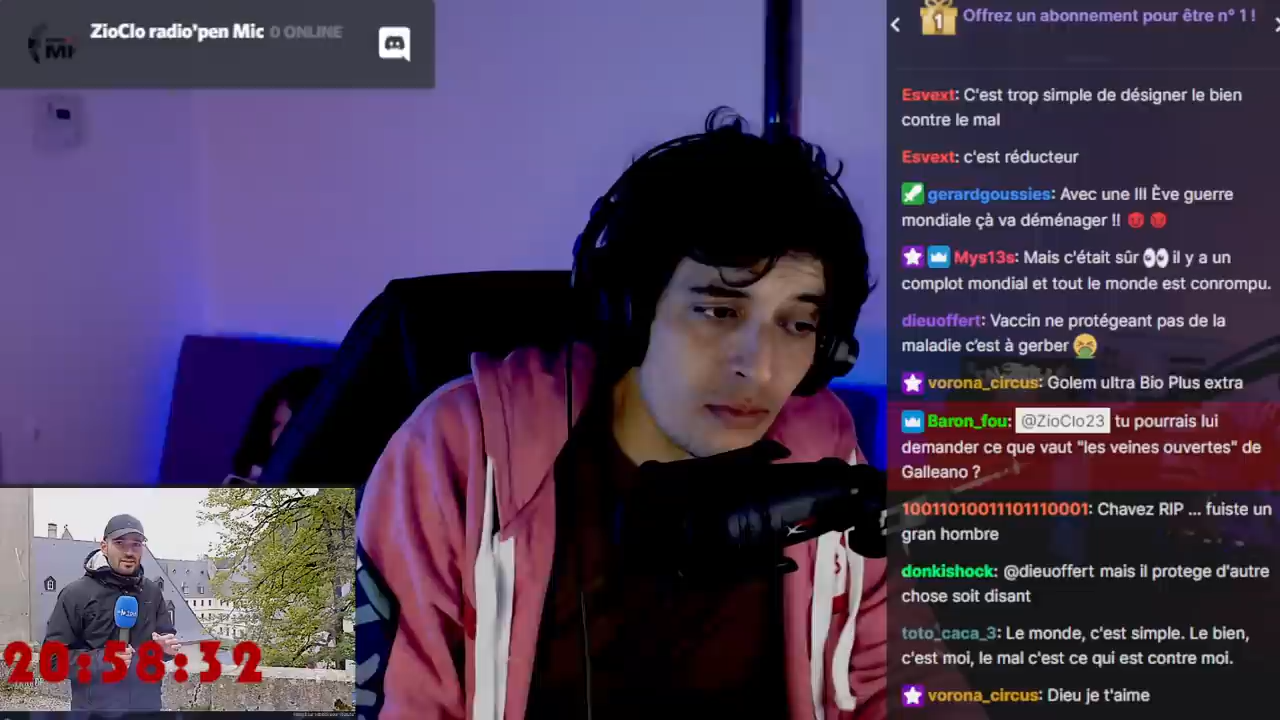 ZioClo radio'pen Mic 0 ONLINE
MI
1
Offrez un abonnement pour être n° 1 !
Esvext: C'est trop simple de désigner le bien
contre le mal
Esvext: c'est réducteur
gerardgoussies: Avec une III Ève guerre
mondiale çà va déménager !! 
Mys13s: Mais c'était sûr 👀 il y a un
complot mondial et tout le monde est conrompu.
dieuoffert: Vaccin ne protégeant pas de la
maladie c'est à gerber 🤮
vorona_circus: Golem ultra Bio Plus extra
Baron_fou: @ZioClo23 tu pourrais lui
demander ce que vaut "les veines ouvertes" de
Galleano ?
10011010011101110001: Chavez RIP ... fuiste un
gran hombre
donkishock: @dieuoffert mais il protege d'autre
chose soit disant
toto_caca_3: Le monde, c'est simple. Le bien,
c'est moi, le mal c'est ce qui est contre moi.
vorona_circus: Dieu je t'aime
20:58:32